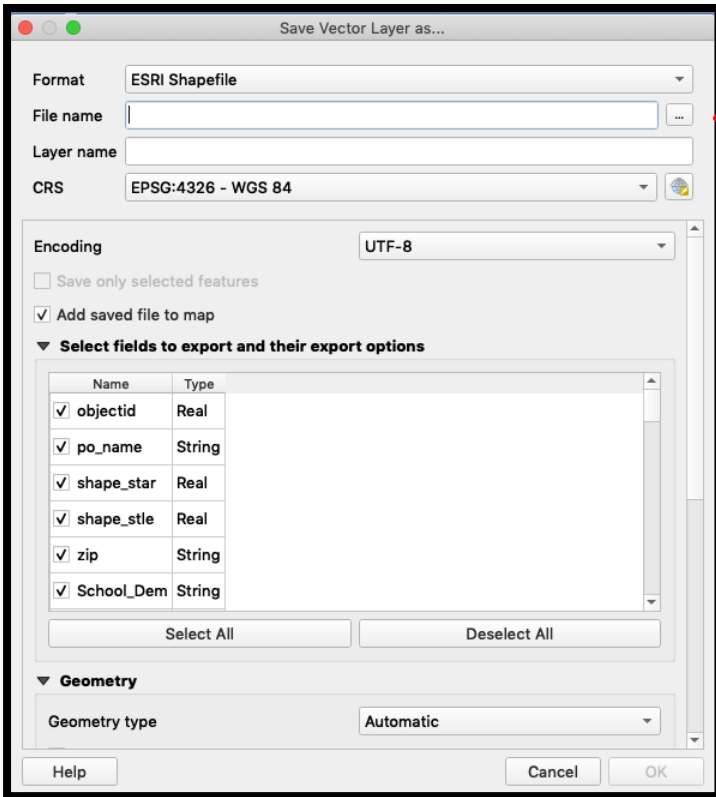 Save Vector Layer as...
Format ESRI Shapefile
File name ...
Layer name
CRS EPSG:4326 - WGS 84
Encoding UTF-8
Save only selected features
Add saved file to map
Select fields to export and their export options
Name Type
objectid Real
po_name String
shape_star Real
shape_stle Real
zip String
School_Dem String
Select All Deselect All
Geometry
Geometry type Automatic
Help Cancel OK